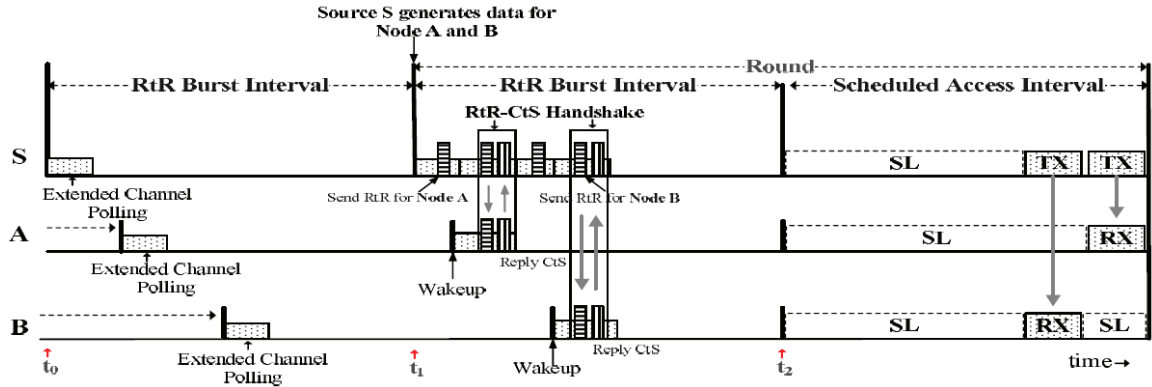 Source S generates data for
Node A and B
Round
RtR Burst Interval
RtR Burst Interval
Scheduled Access Interval
RtR-CtS Handshake
S
SL
TX
TX
Extended Channel
Polling
Send RtR for Node A
Send RtR for Node B
A
SL
RX
Extended Channel
Polling
Wakeup
Reply CtS
B
SL
RX
SL
Extended Channel
Polling
Wakeup
Reply CtS
t0
t1
t2
time→